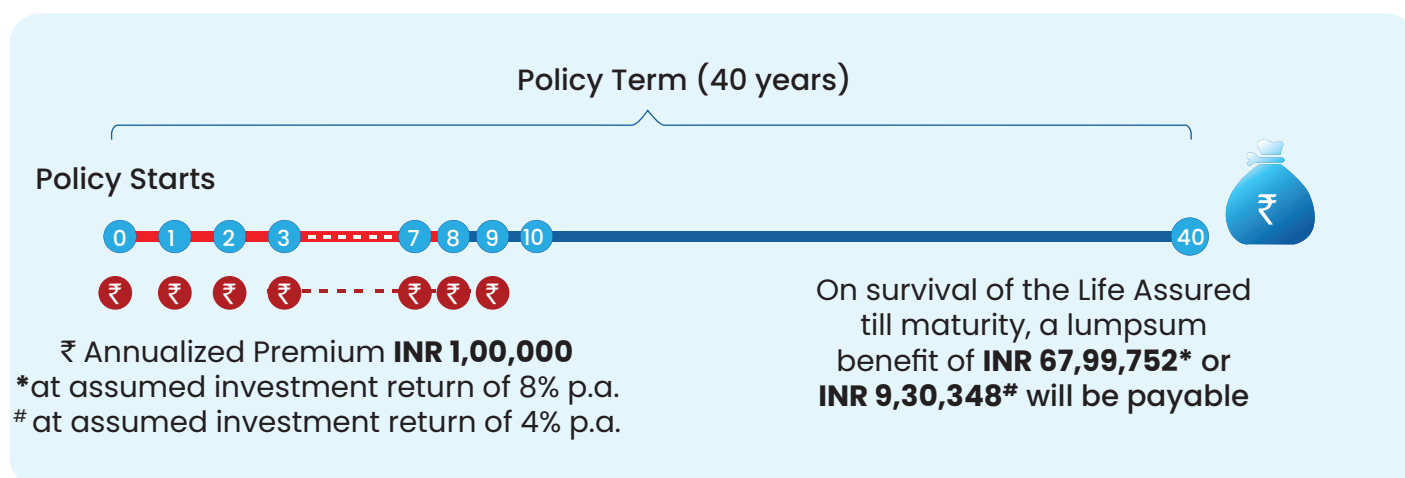 Policy Term (40 years)
Policy Starts
₹
0 1 2 3 7 8 9 10 40
₹ ₹ ₹ ₹ ₹ ₹ ₹
₹ Annualized Premium INR 1,00,000
*at assumed investment return of 8% p.a.
# at assumed investment return of 4% p.a.
On survival of the Life Assured
till maturity, a lumpsum
benefit of INR 67,99,752* or
INR 9,30,348# will be payable